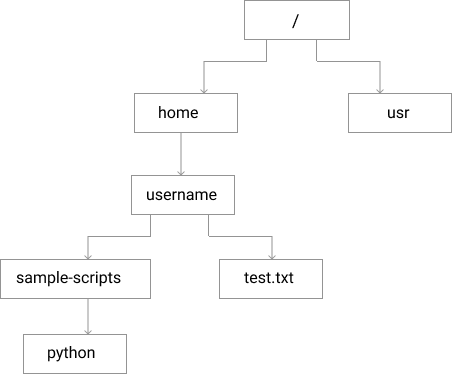 /
home
usr
username
sample-scripts
test.txt
python